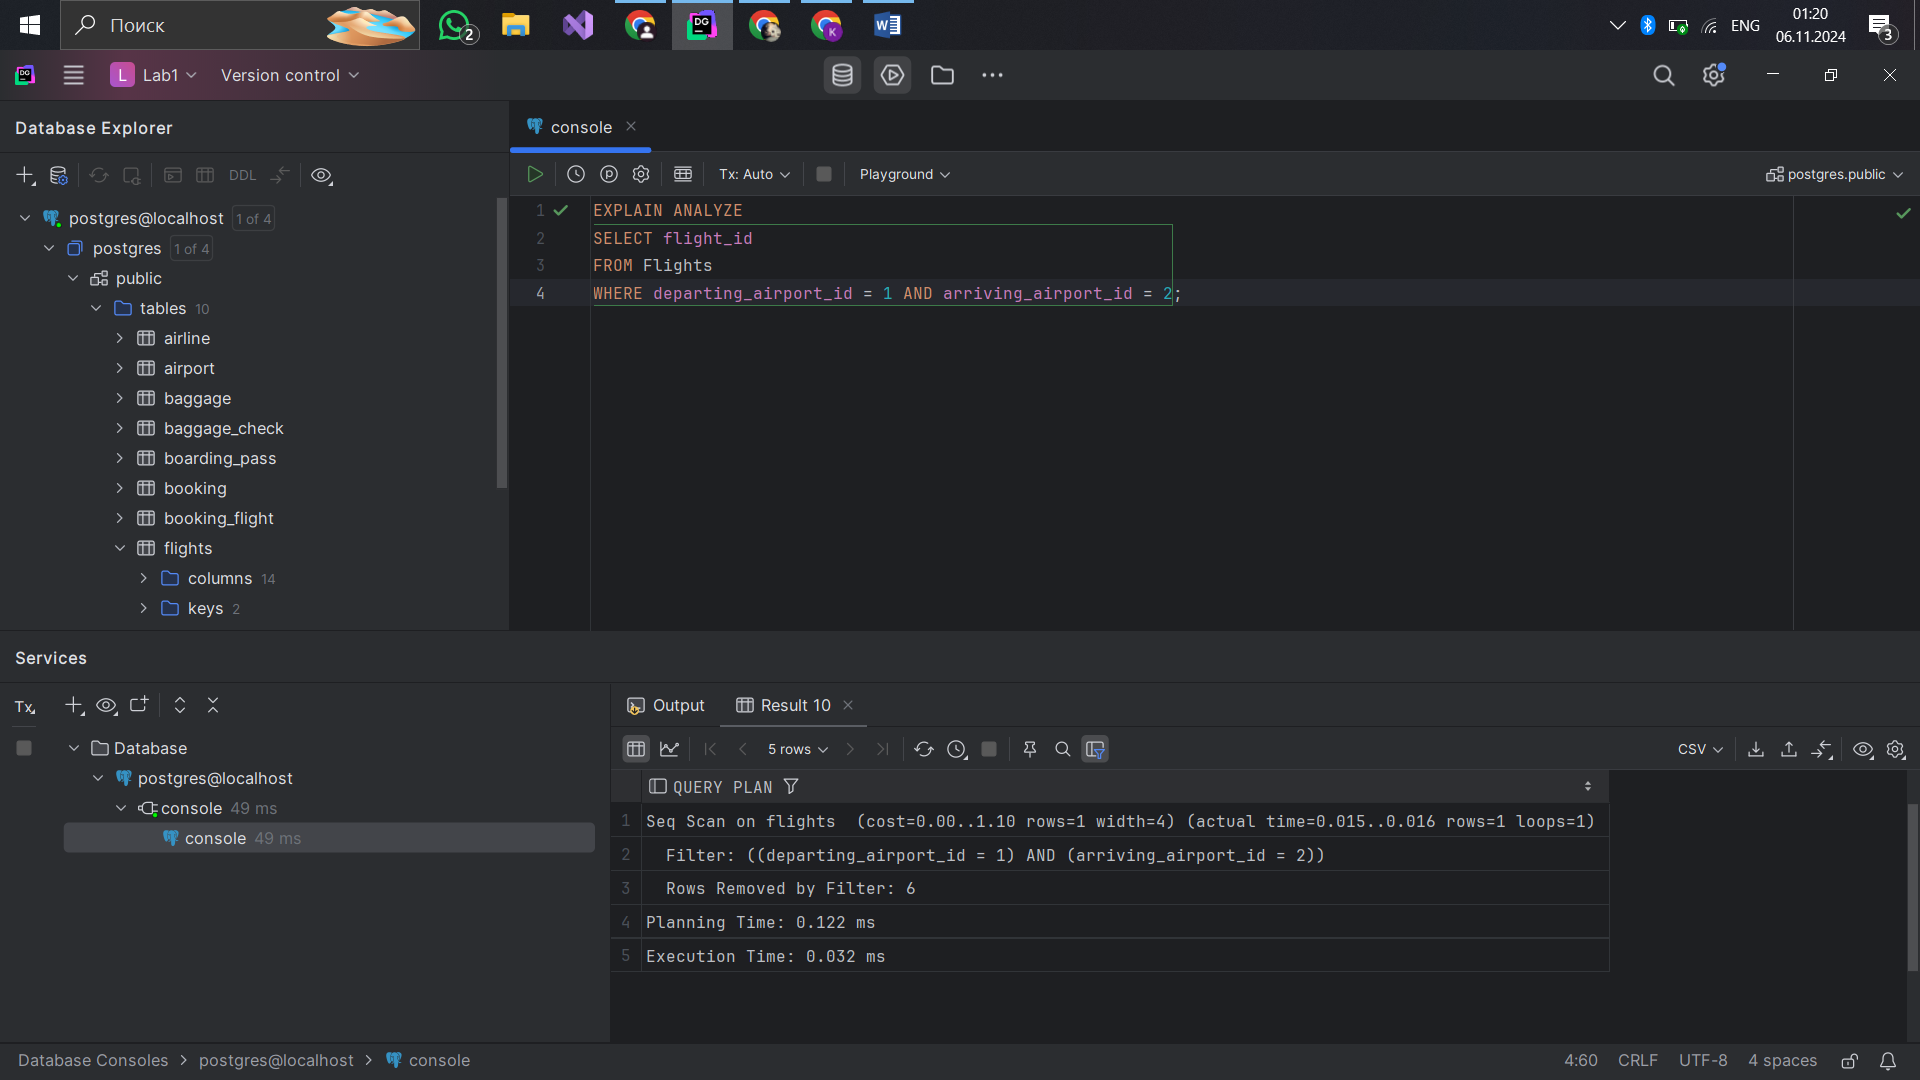 Поиск
2
ENG
01:20
06.11.2024
3
L Lab1
Version control
Database Explorer
console
DDL
Tx: Auto
Playground
postgres.public
postgres@localhost 1 of 4
postgres 1 of 4
public
tables 10
airline
airport
baggage
baggage_check
boarding_pass
booking
booking_flight
flights
columns 14
keys 2
1 EXPLAIN ANALYZE
2 SELECT flight_id
3 FROM Flights
4 WHERE departing_airport_id = 1 AND arriving_airport_id = 2;
Services
Tx
Database
postgres@localhost
console 49 ms
console 49 ms
Output
Result 10
5 rows
CSV
QUERY PLAN
1 Seq Scan on flights  (cost=0.00..1.10 rows=1 width=4) (actual time=0.015..0.016 rows=1 loops=1)
2 Filter: ((departing_airport_id = 1) AND (arriving_airport_id = 2))
3 Rows Removed by Filter: 6
4 Planning Time: 0.122 ms
5 Execution Time: 0.032 ms
Database Consoles > postgres@localhost > console
4:60 CRLF UTF-8 4 spaces